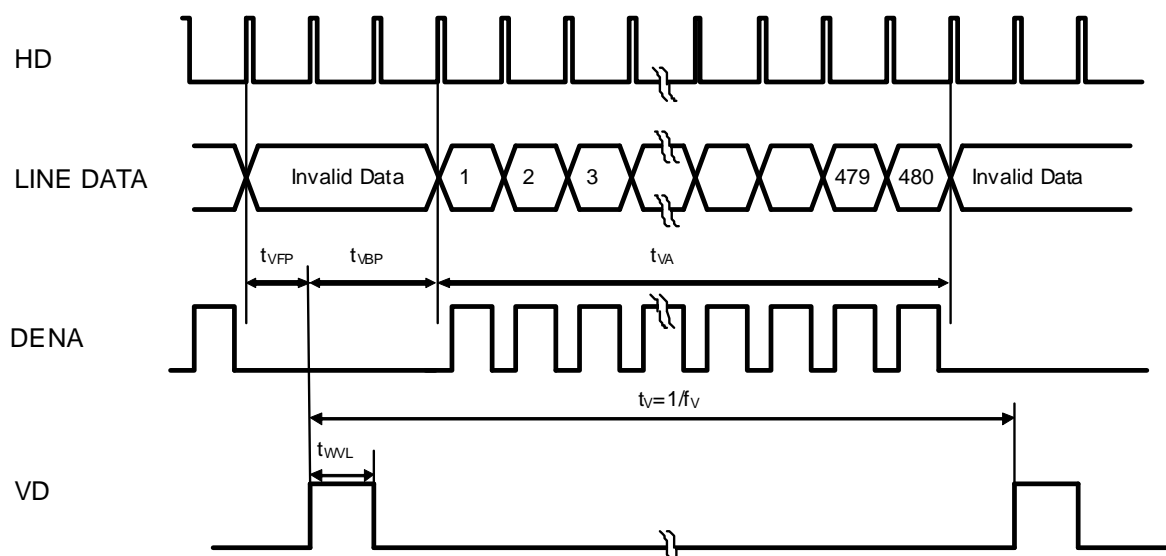 HD
LINE DATA
Invalid Data
1
2
3
479
480
Invalid Data
tVFP
tVBP
tVA
DENA
tV=1/fV
tWVL
VD